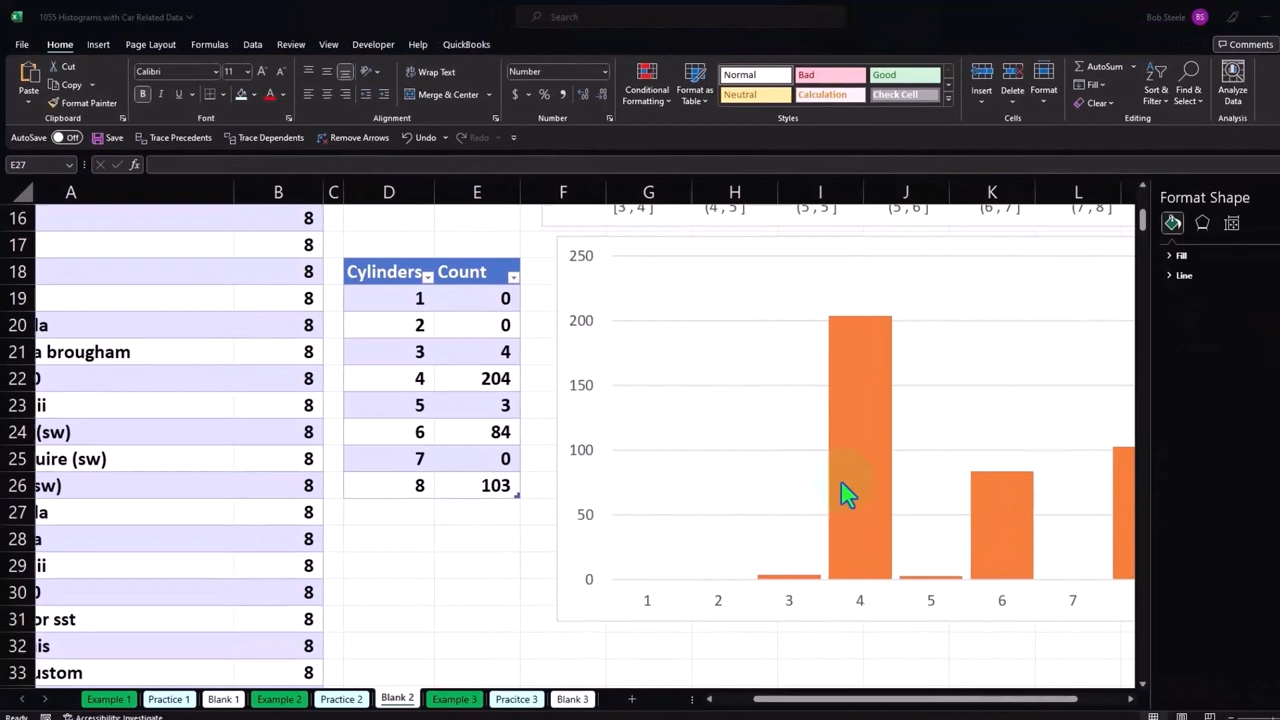 1055 Histograms with Car Related Data
Search
Bob Steele BS
File Home Insert Page Layout Formulas Data Review View Developer Help QuickBooks Comments
Paste Cut Copy Format Painter Clipboard
Calibri 11 B I U Font
Wrap Text Merge & Center Alignment
Number $ % Number
Conditional Formatting Format as Table
Normal Bad Good
Neutral Calculation Check Cell
Styles
Insert Delete Format Cells
AutoSum Fill Clear Sort & Filter Find & Select Editing
Analyze Data Analysis
AutoSave Off Save Trace Precedents Trace Dependents Remove Arrows Undo Redo
E27 fx
A B C D E F G H I J K L
Format Shape
Fill
Line
[3, 4] (4, 5] (5, 5] (5, 6] (6, 7] (7, 8]
16 8
17 8
18 8 Cylinders Count
19 8 1 0
20 la 8 2 0
21 a brougham 8 3 4
22 0 8 4 204
23 ii 8 5 3
24 (sw) 8 6 84
25 uire (sw) 8 7 0
26 sw) 8 8 103
27 la 8
28 a 8
29 ii 8
30 0 8
31 or sst 8
32 is 8
33 ustom 8
250
200
150
100
50
0
1 2 3 4 5 6 7
Example 1 Practice 1 Blank 1 Example 2 Practice 2 Blank 2 Example 3 Pracitce 3 Blank 3
Accessibility: Investigate